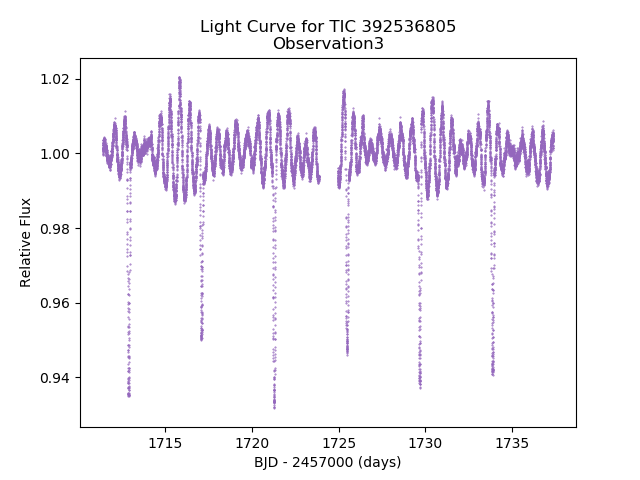 Light Curve for TIC 392536805
Observation3
1.02
1.00
0.98
0.96
0.94
Relative Flux
1715
1720
1725
1730
1735
BJD - 2457000 (days)